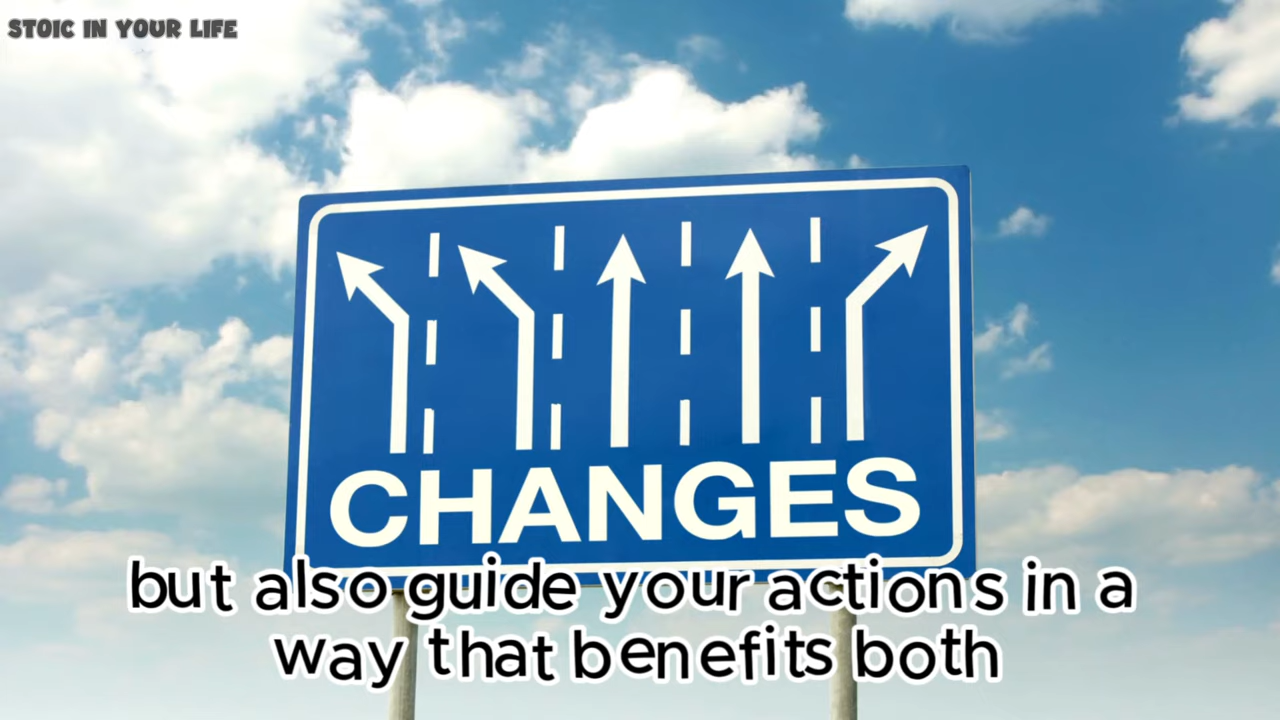 STOIC IN YOUR LIFE
CHANGES
but also guide your actions in a
way that benefits both